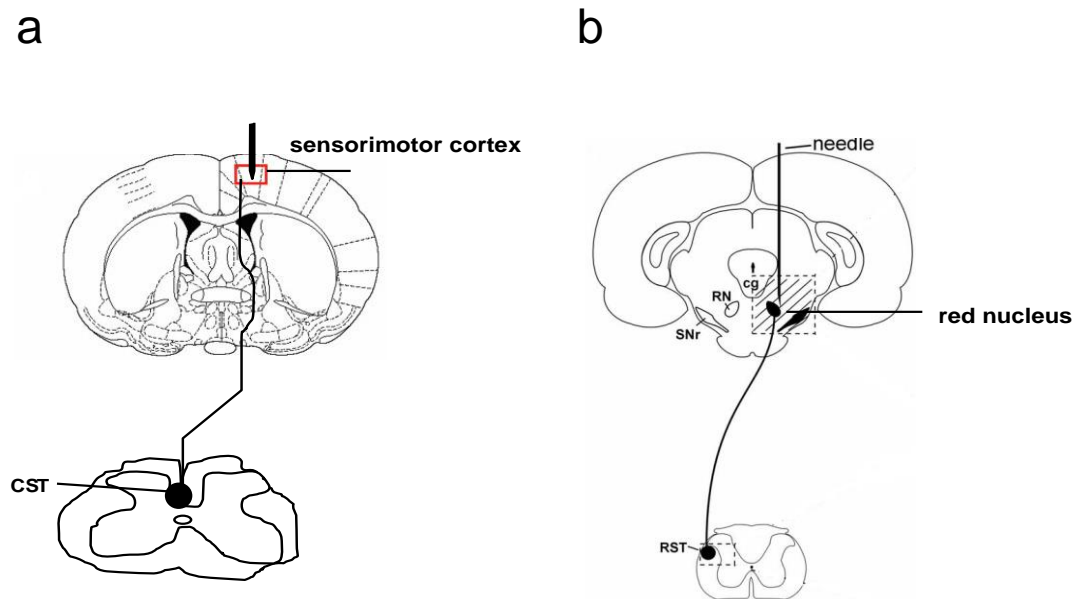 a
sensorimotor cortex
CST
b
needle
cg
RN
SNr
red nucleus
RST